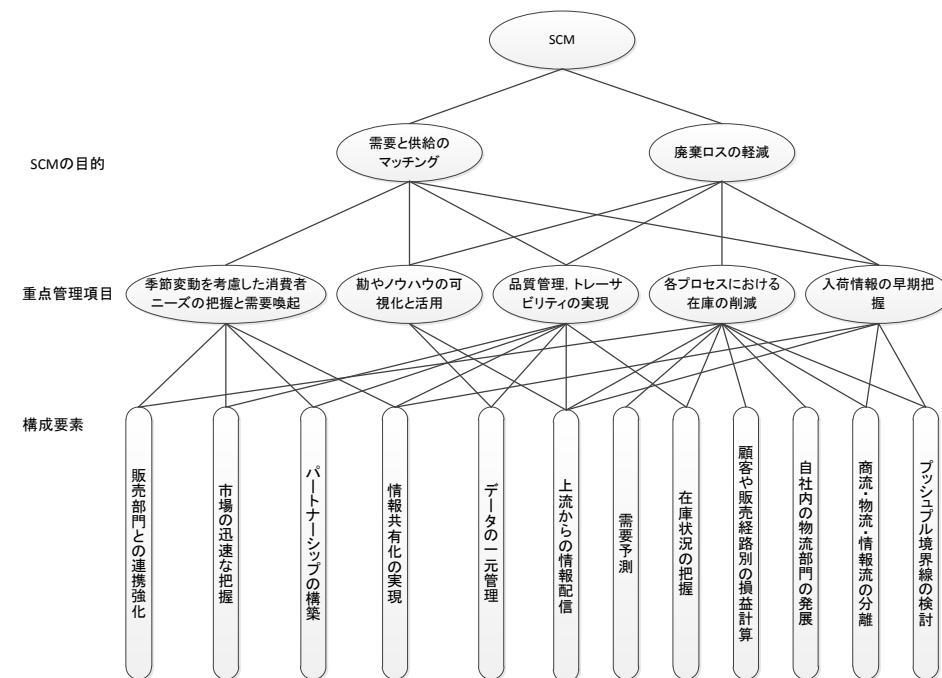 SCM
SCMの目的
需要と供給の
マッチング
廃棄ロスの軽減
重点管理項目
季節変動を考慮した消費者
ニーズの把握と需要喚起
勘やノウハウの可
視化と活用
品質管理，トレーサ
ビリティの実現
各プロセスにおける
在庫の削減
入荷情報の早期把
握
構成要素
販売部門との連携強化
市場の迅速な把握
パートナーシップの構築
情報共有化の実現
データの一元管理
上流からの情報配信
需要予測
在庫状況の把握
顧客や販売経路別の損益計算
自社内の物流部門の発展
商流・物流・情報流の分離
プッシュプル境界線の検討